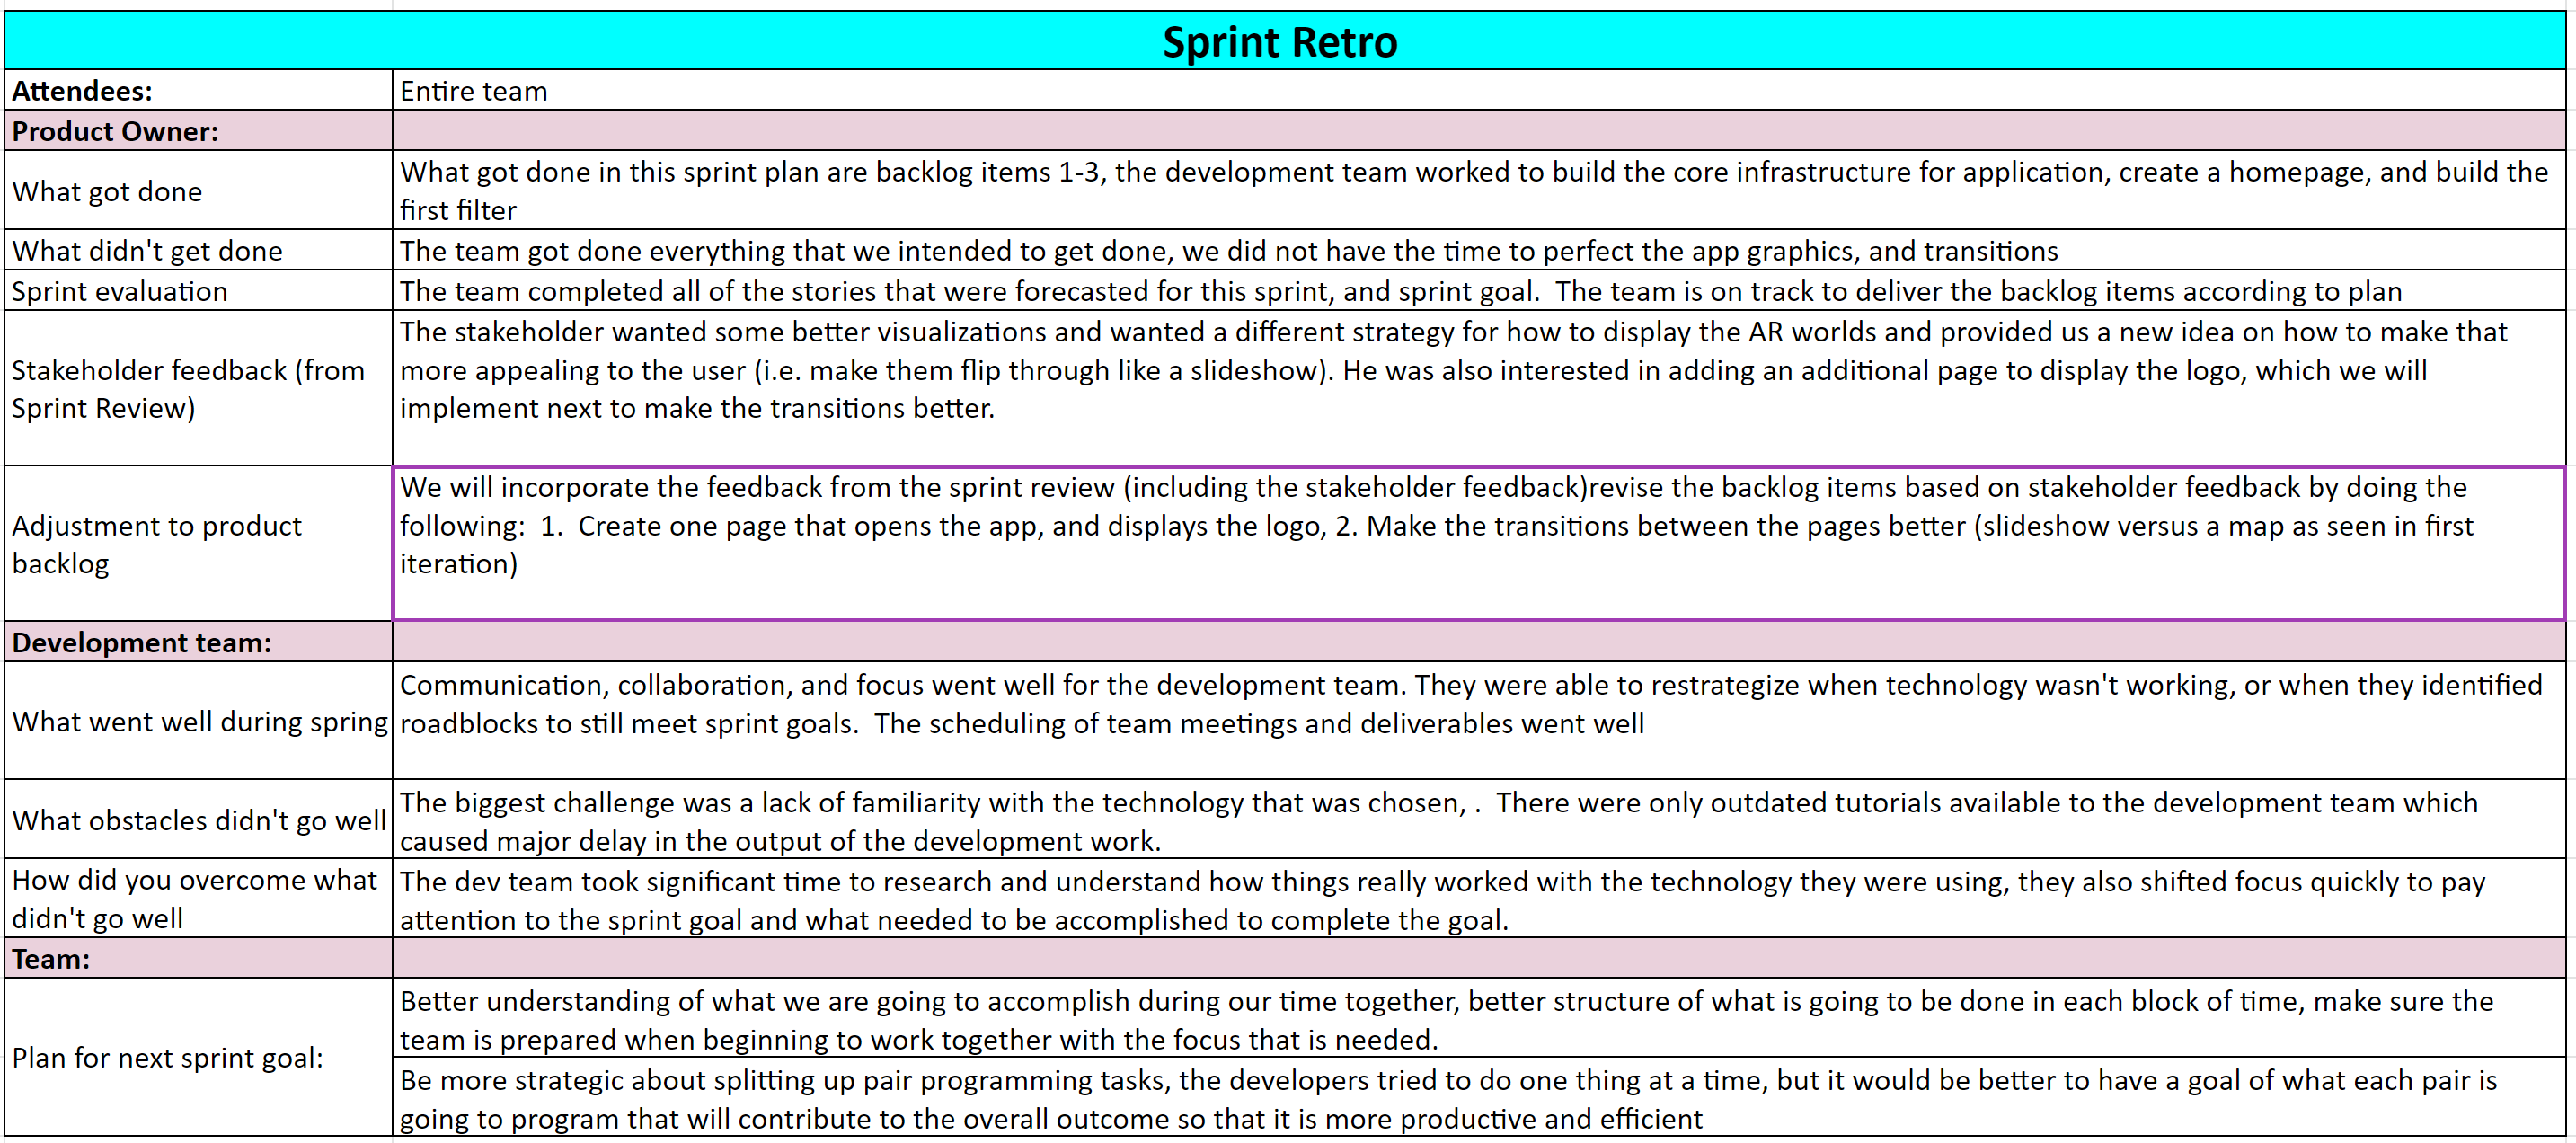 Sprint Retro
Attendees:
Entire team
Product Owner:
What got done
What got done in this sprint plan are backlog items 1-3, the development team worked to build the core infrastructure for application, create a homepage, and build the
first filter
What didn't get done
The team got done everything that we intended to get done, we did not have the time to perfect the app graphics, and transitions
Sprint evaluation
The team completed all of the stories that were forecasted for this sprint, and sprint goal.  The team is on track to deliver the backlog items according to plan
Stakeholder feedback (from
Sprint Review)
The stakeholder wanted some better visualizations and wanted a different strategy for how to display the AR worlds and provided us a new idea on how to make that
more appealing to the user (i.e. make them flip through like a slideshow). He was also interested in adding an additional page to display the logo, which we will
implement next to make the transitions better.
Adjustment to product
backlog
We will incorporate the feedback from the sprint review (including the stakeholder feedback)revise the backlog items based on stakeholder feedback by doing the
following:  1.  Create one page that opens the app, and displays the logo, 2. Make the transitions between the pages better (slideshow versus a map as seen in first
iteration)
Development team:
What went well during spring
Communication, collaboration, and focus went well for the development team. They were able to restrategize when technology wasn't working, or when they identified
roadblocks to still meet sprint goals.  The scheduling of team meetings and deliverables went well
What obstacles didn't go well
The biggest challenge was a lack of familiarity with the technology that was chosen, .  There were only outdated tutorials available to the development team which
caused major delay in the output of the development work.
How did you overcome what
didn't go well
The dev team took significant time to research and understand how things really worked with the technology they were using, they also shifted focus quickly to pay
attention to the sprint goal and what needed to be accomplished to complete the goal.
Team:
Plan for next sprint goal:
Better understanding of what we are going to accomplish during our time together, better structure of what is going to be done in each block of time, make sure the
team is prepared when beginning to work together with the focus that is needed.
Be more strategic about splitting up pair programming tasks, the developers tried to do one thing at a time, but it would be better to have a goal of what each pair is
going to program that will contribute to the overall outcome so that it is more productive and efficient